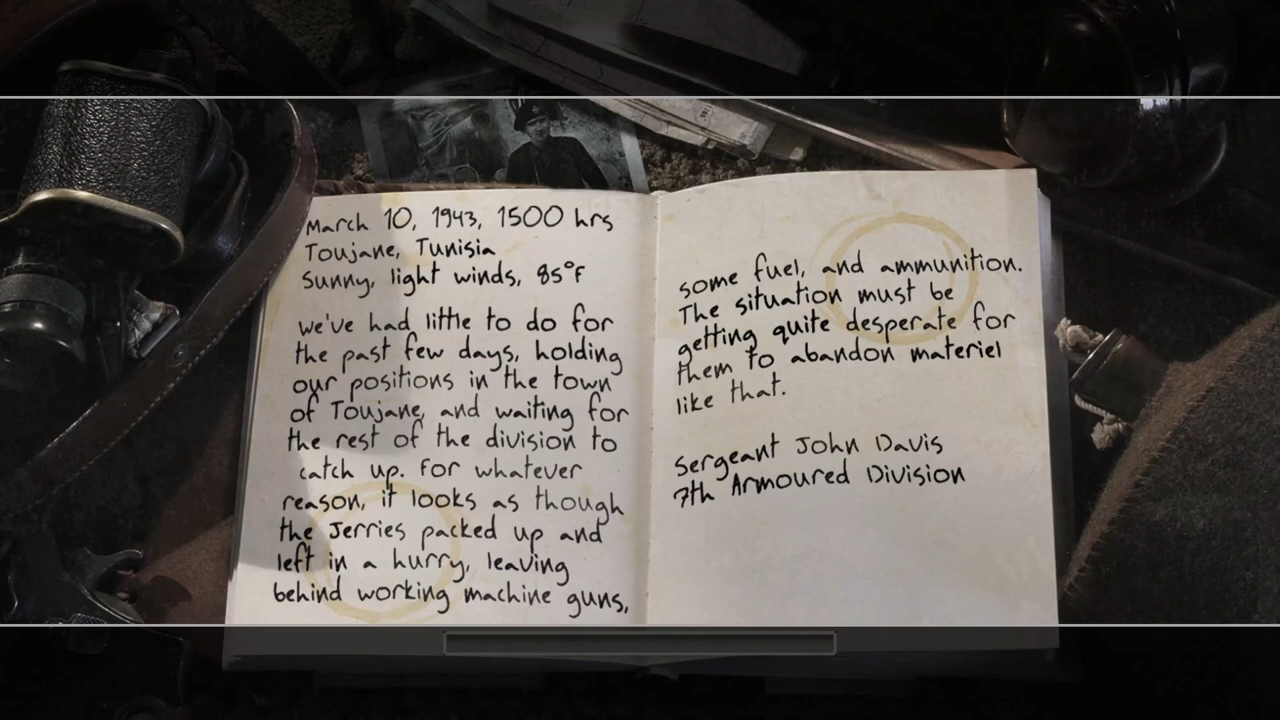 March 10, 1943, 1500 hrs
Toujane, Tunisia
Sunny, light winds, 85°F
we've had little to do for
the past few days, holding
our positions in the town
of Toujane, and waiting for
the rest of the division to
catch up. For whatever
reason, it looks as though
the Jerries packed up and
left in a hurry, leaving
behind working machine guns,
some fuel, and ammunition.
The situation must be
getting quite desperate for
them to abandon materiel
like that.
Sergeant John Davis
7th Armoured Division